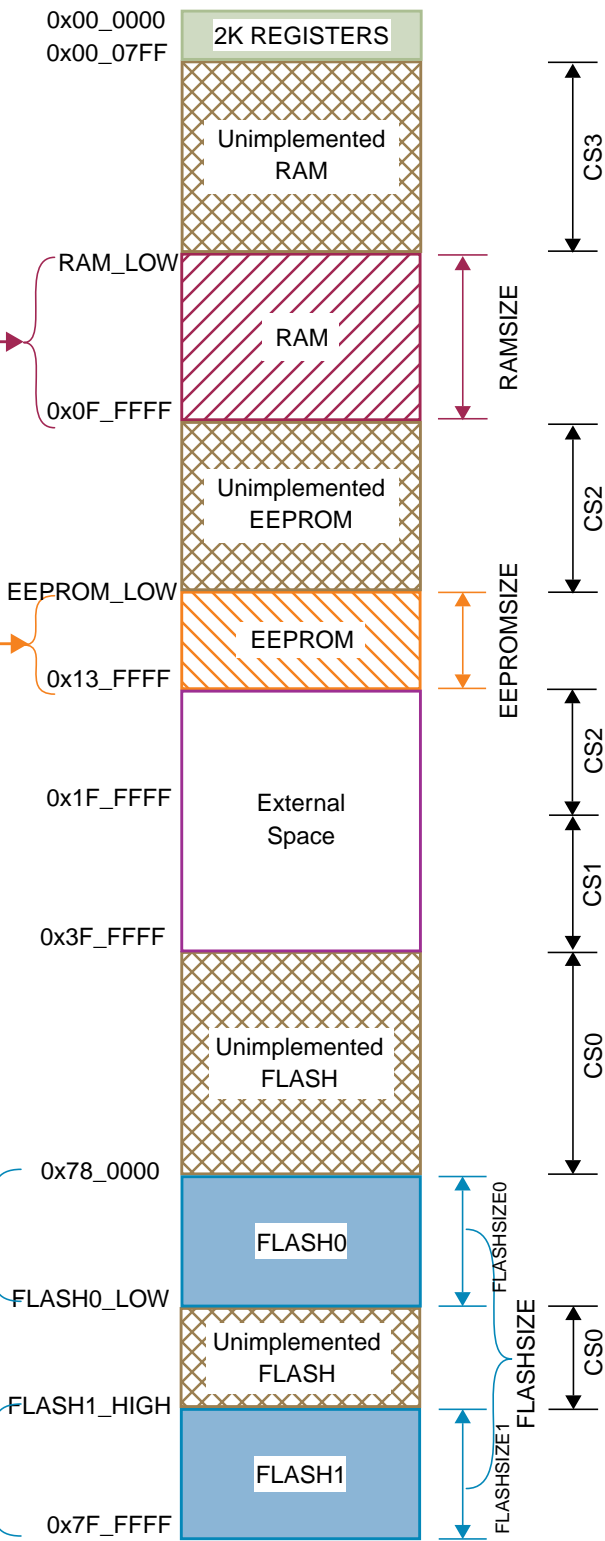 0x00_0000
2K REGISTERS
0x00_07FF
Unimplemented
RAM
CS3
RAM_LOW
RAM
RAMSIZE
0x0F_FFFF
Unimplemented
EEPROM
CS2
EEPROM_LOW
EEPROM
EEPROMSIZE
0x13_FFFF
CS2
0x1F_FFFF
External
Space
CS1
0x3F_FFFF
Unimplemented
FLASH
CS0
0x78_0000
FLASH0
FLASHSIZE0
FLASH0_LOW
Unimplemented
FLASH
FLASHSIZE
CS0
FLASH1_HIGH
FLASH1
FLASHSIZE1
0x7F_FFFF